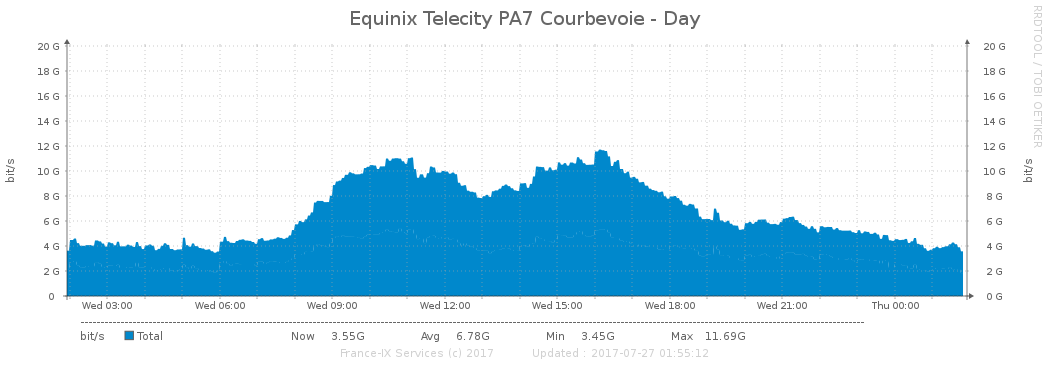 Equinix Telecity PA7 Courbevoie - Day
RRDTOOL / TOBI OETIKER
bit/s
bit/s
20 G 20 G
18 G 18 G
16 G 16 G
14 G 14 G
12 G 12 G
10 G 10 G
8 G 8 G
6 G 6 G
4 G 4 G
2 G 2 G
0 0 G
Wed 03:00 Wed 06:00 Wed 09:00 Wed 12:00 Wed 15:00 Wed 18:00 Wed 21:00 Thu 00:00
bit/s Total Now 3.55G Avg 6.78G Min 3.45G Max 11.69G
France-IX Services (c) 2017 Updated : 2017-07-27 01:55:12